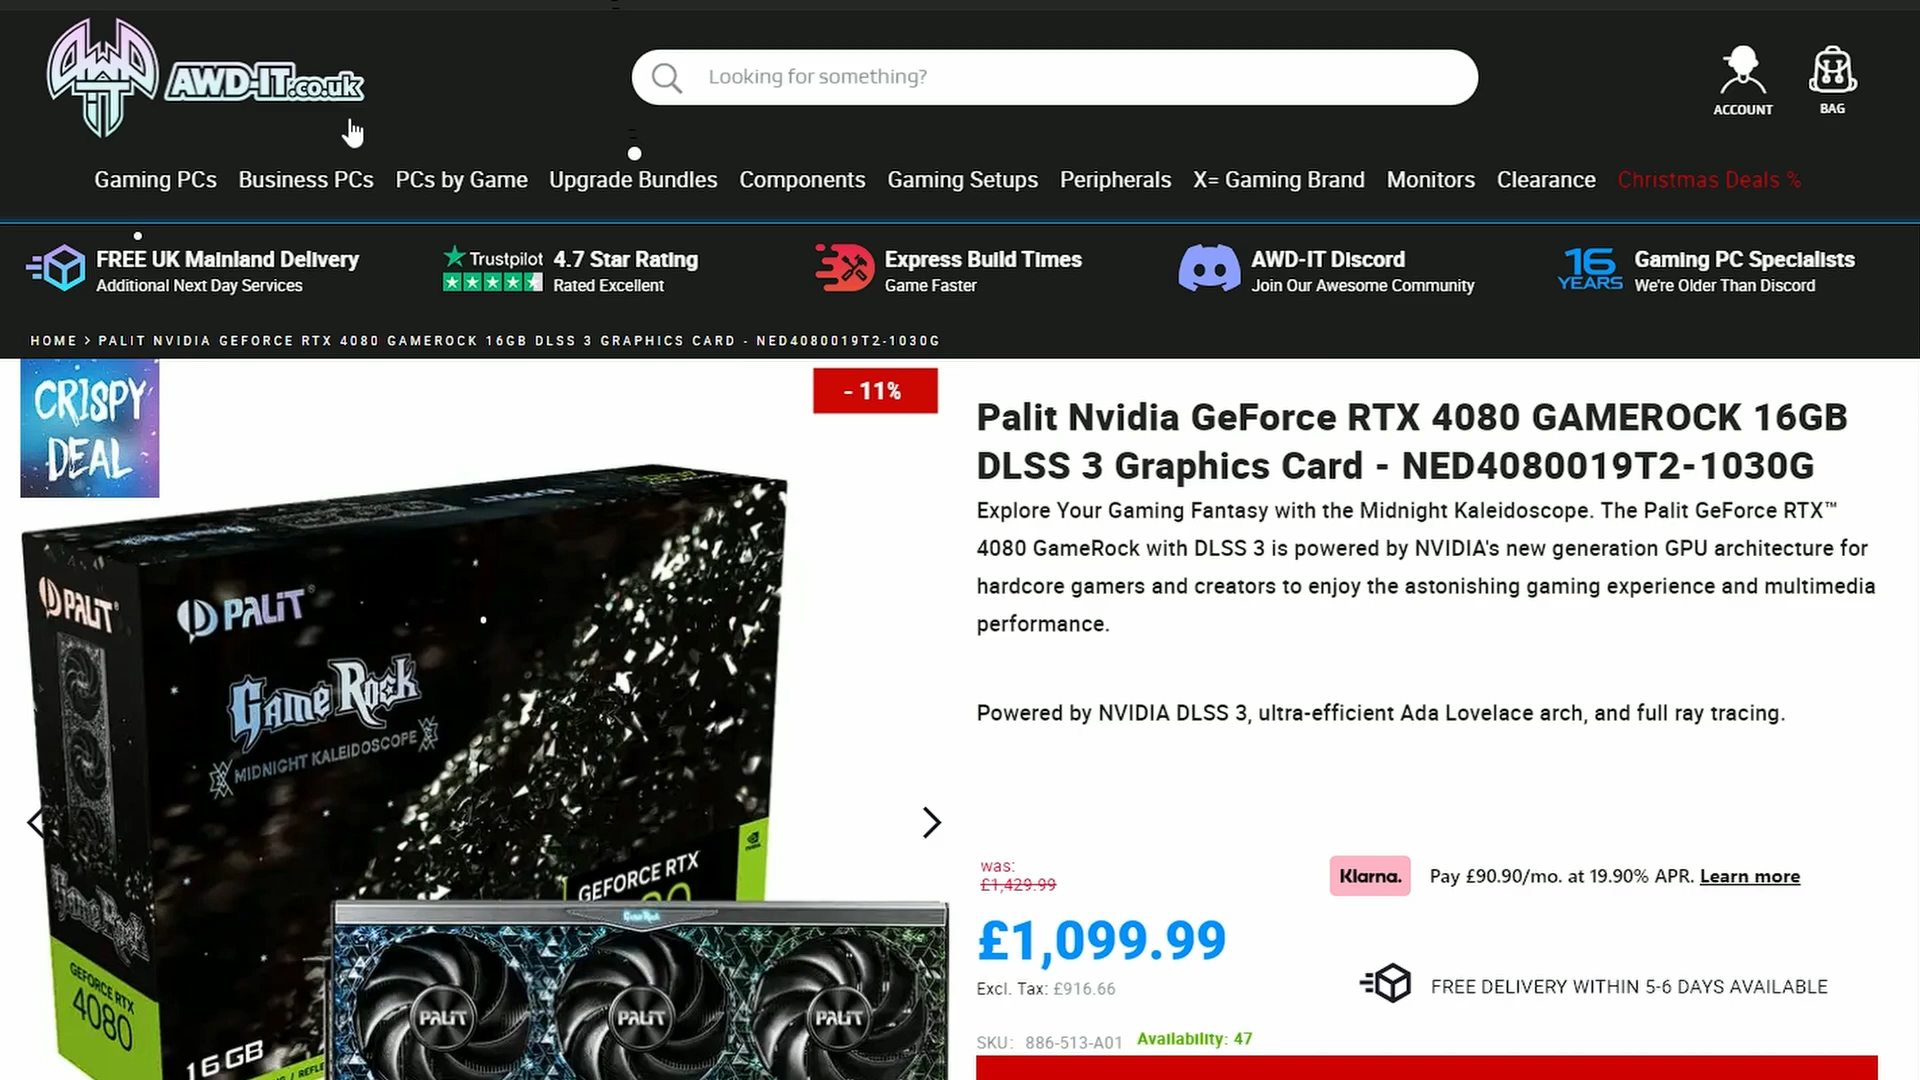 AWD-IT.co.uk
Looking for something?
ACCOUNT
BAG
Gaming PCs Business PCs PCs by Game Upgrade Bundles Components Gaming Setups Peripherals X= Gaming Brand Monitors Clearance Christmas Deals %
FREE UK Mainland Delivery
Additional Next Day Services
Trustpilot 4.7 Star Rating
Rated Excellent
Express Build Times
Game Faster
AWD-IT Discord
Join Our Awesome Community
16 YEARS
Gaming PC Specialists
We're Older Than Discord
HOME > PALIT NVIDIA GEFORCE RTX 4080 GAMEROCK 16GB DLSS 3 GRAPHICS CARD - NED4080019T2-1030G
CRISPY
DEAL
- 11%
PALIT
PALIT
GAME ROCK
MIDNIGHT KALEIDOSCOPE
GEFORCE RTX
GEFORCE RTX
4080
16GB
PALIT PALIT PALIT
Palit Nvidia GeForce RTX 4080 GAMEROCK 16GB
DLSS 3 Graphics Card - NED4080019T2-1030G
Explore Your Gaming Fantasy with the Midnight Kaleidoscope. The Palit GeForce RTX™
4080 GameRock with DLSS 3 is powered by NVIDIA's new generation GPU architecture for
hardcore gamers and creators to enjoy the astonishing gaming experience and multimedia
performance.
Powered by NVIDIA DLSS 3, ultra-efficient Ada Lovelace arch, and full ray tracing.
was:
£1,429.99
£1,099.99
Excl. Tax: £916.66
Klarna. Pay £90.90/mo. at 19.90% APR. Learn more
FREE DELIVERY WITHIN 5-6 DAYS AVAILABLE
SKU: 886-513-A01 Availability: 47